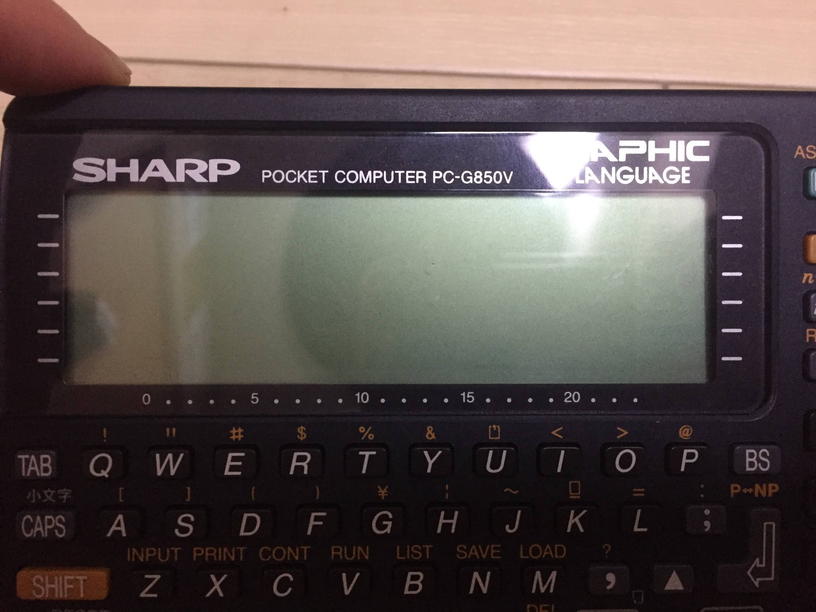 SHARP POCKET COMPUTER PC-G850V APHIC
LANGUAGE
0 . . . . 5 . . . . 10 . . . . 15 . . . . 20 . . .
! " # $ % & < > @
TAB Q W E R T Y U I O P BS
小文字 [ ] ( ) ¥ ¦ ~ = : P↔NP
CAPS A S D F G H J K L ;
INPUT PRINT CONT RUN LIST SAVE LOAD ?
SHIFT Z X C V B N M , ▲
DEL